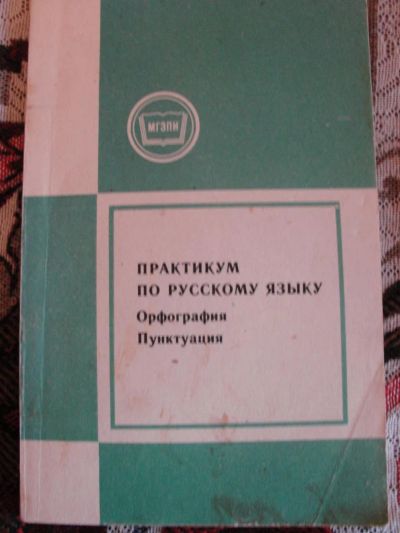 МГЗПИ
ПРАКТИКУМ
ПО РУССКОМУ ЯЗЫКУ
Орфография
Пунктуация